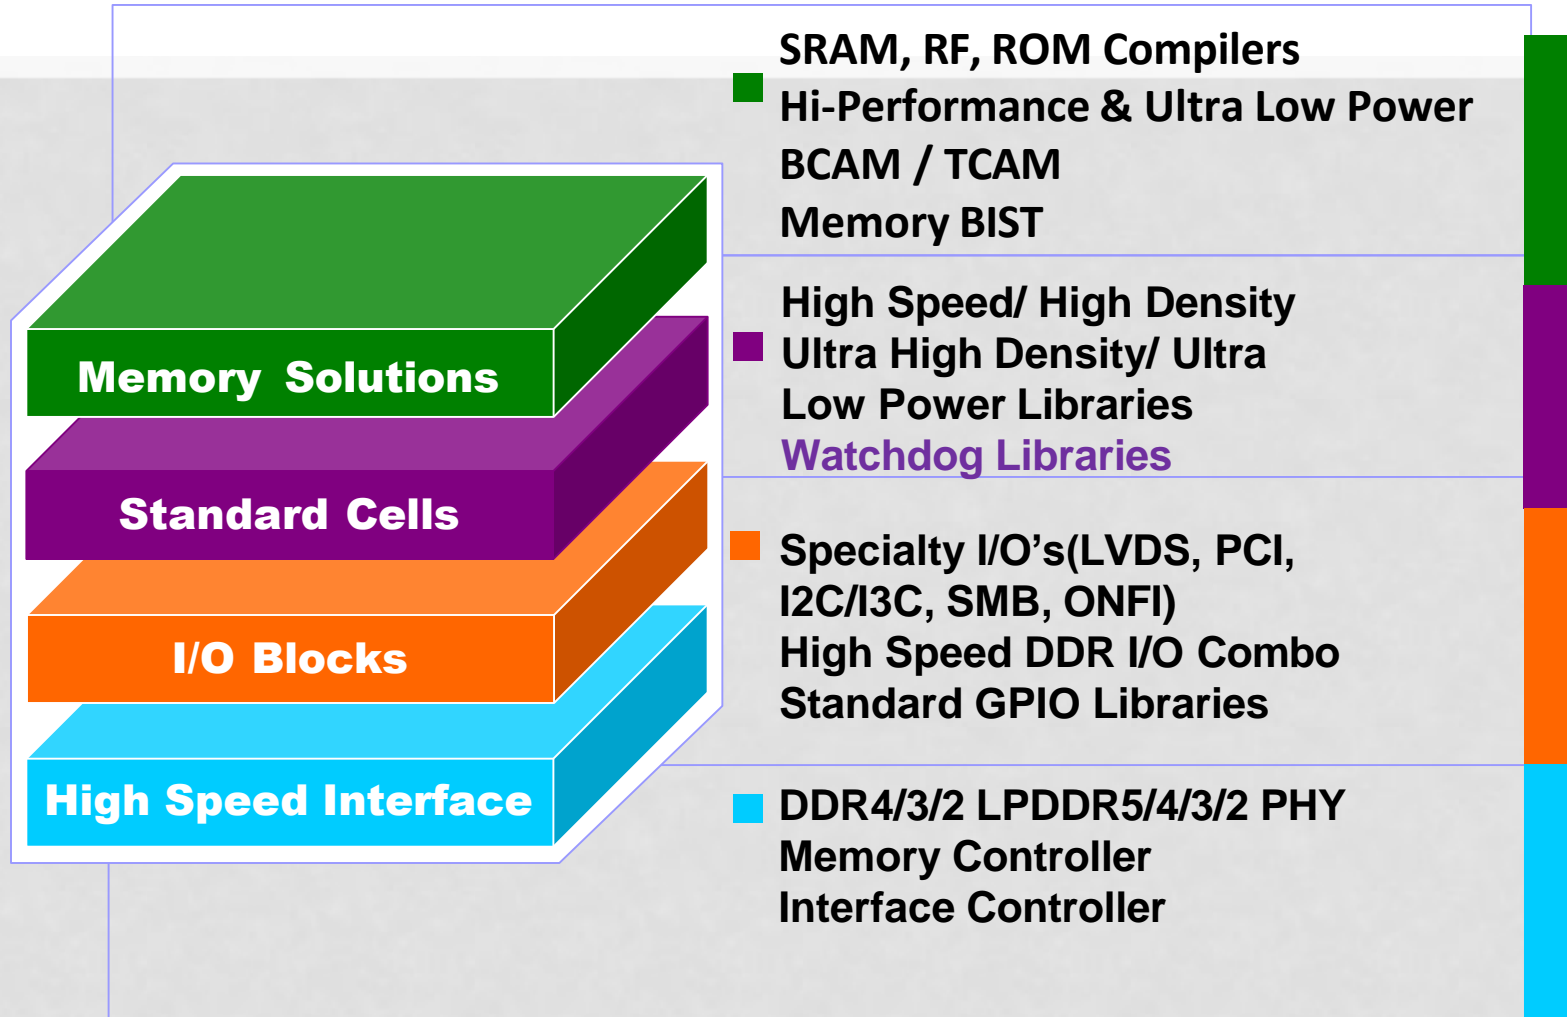 SRAM, RF, ROM Compilers
Hi-Performance & Ultra Low Power
BCAM / TCAM
Memory BIST
Memory Solutions
High Speed/ High Density
Ultra High Density/ Ultra
Low Power Libraries
Watchdog Libraries
Standard Cells
Specialty I/O’s(LVDS, PCI,
I2C/I3C, SMB, ONFI)
High Speed DDR I/O Combo
Standard GPIO Libraries
I/O Blocks
High Speed Interface
DDR4/3/2 LPDDR5/4/3/2 PHY
Memory Controller
Interface Controller